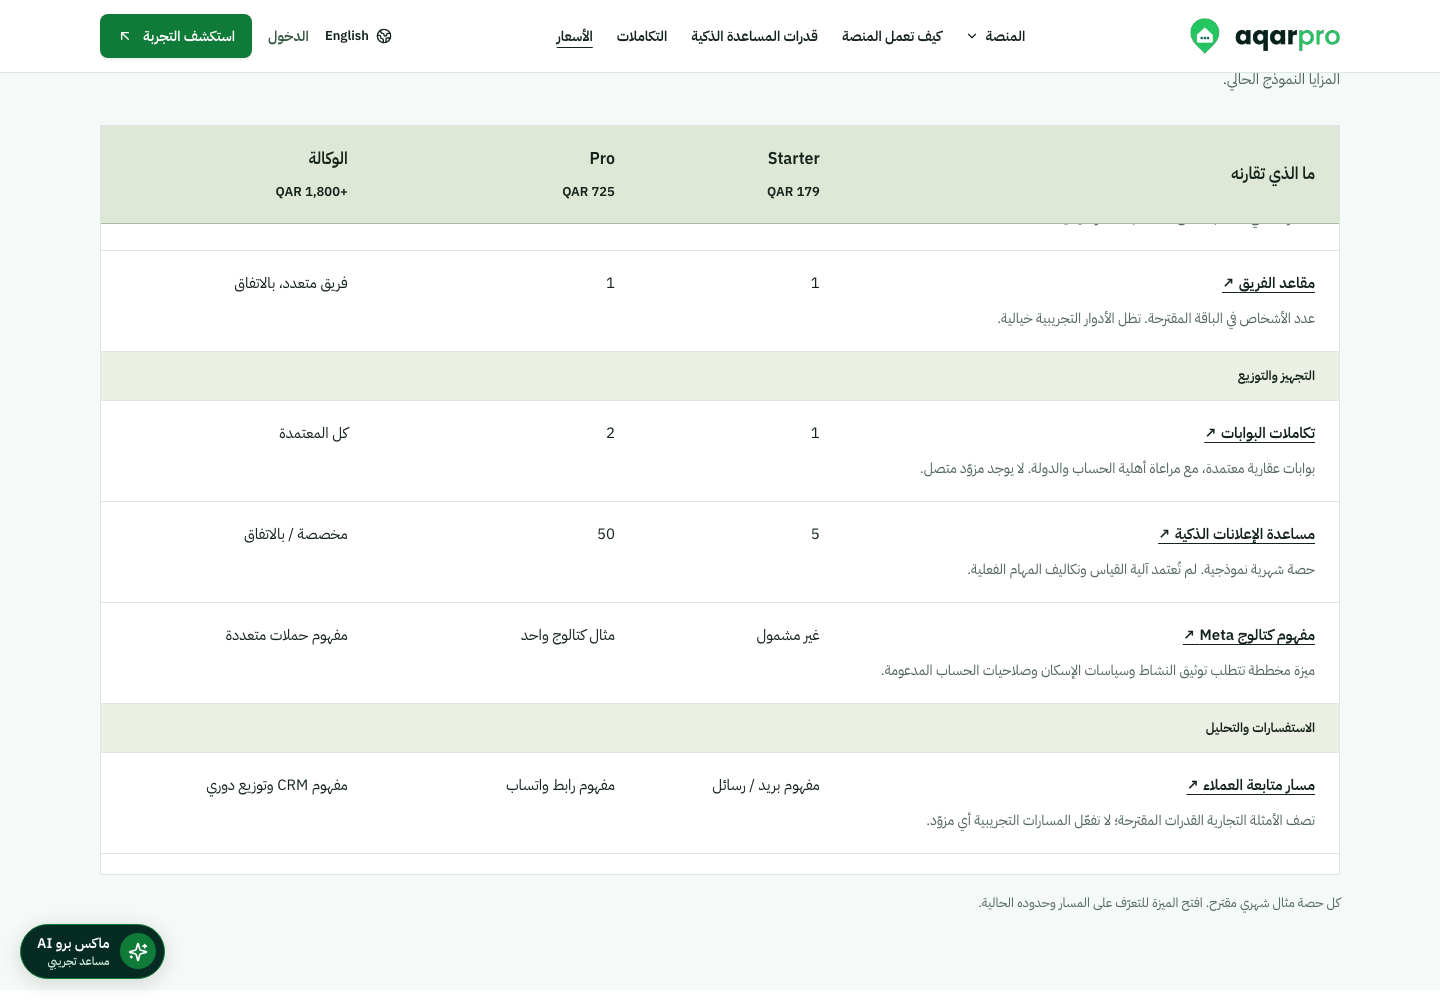 aqarpro
المنصة
كيف تعمل المنصة
قدرات المساعدة الذكية
التكاملات
الأسعار
English
الدخول
استكشف التجربة
المزايا النموذج الحالي.
ما الذي تقارنه
Starter
QAR 179
Pro
QAR 725
الوكالة
QAR 1,800+
مقاعد الفريق ↗
1
1
فريق متعدد، بالاتفاق
عدد الأشخاص في الباقة المقترحة. تظل الأدوار التجريبية خيالية.
التجهيز والتوزيع
تكاملات البوابات ↗
1
2
كل المعتمدة
بوابات عقارية معتمدة، مع مراعاة أهلية الحساب والدولة. لا يوجد مزوّد متصل.
مساعدة الإعلانات الذكية ↗
5
50
مخصصة / بالاتفاق
حصة شهرية نموذجية. لم تُعتمد آلية القياس وتكاليف المهام الفعلية.
مفهوم كتالوج Meta ↗
غير مشمول
مثال كتالوج واحد
مفهوم حملات متعددة
ميزة مخططة تتطلب توثيق النشاط وسياسات الإسكان وصلاحيات الحساب المدعومة.
الاستفسارات والتحليل
مسار متابعة العملاء ↗
مفهوم بريد / رسائل
مفهوم رابط واتساب
مفهوم CRM وتوزيع دوري
تصف الأمثلة التجارية القدرات المقترحة؛ لا تفعّل المسارات التجريبية أي مزوّد.
كل حصة مثال شهري مقترح. افتح الميزة للتعرّف على المسار وحدوده الحالية.
ماكس برو AI
مساعد تجريبي